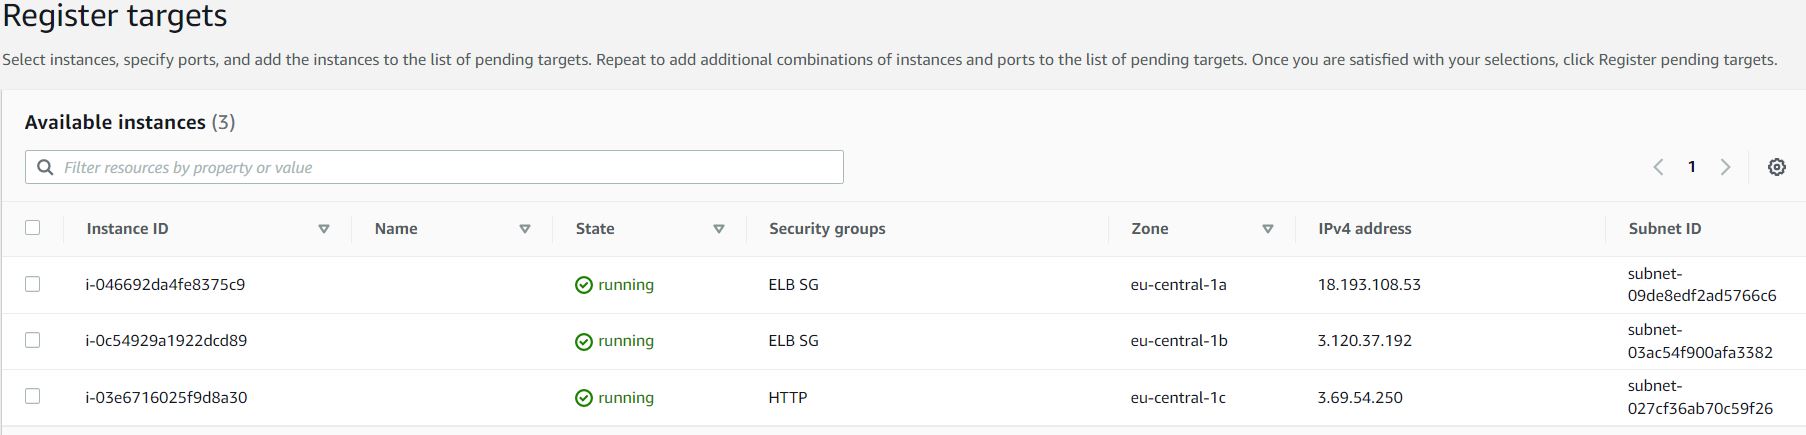 Register targets
Select instances, specify ports, and add the instances to the list of pending targets. Repeat to add additional combinations of instances and ports to the list of pending targets. Once you are satisfied with your selections, click Register pending targets.
Available instances (3)
Filter resources by property or value
1
Instance ID Name State Security groups Zone IPv4 address Subnet ID
i-046692da4fe8375c9 running ELB SG eu-central-1a 18.193.108.53 subnet-
09de8edf2ad5766c6
i-0c54929a1922dcd89 running ELB SG eu-central-1b 3.120.37.192 subnet-
03ac54f900afa3382
i-03e6716025f9d8a30 running HTTP eu-central-1c 3.69.54.250 subnet-
027cf36ab70c59f26